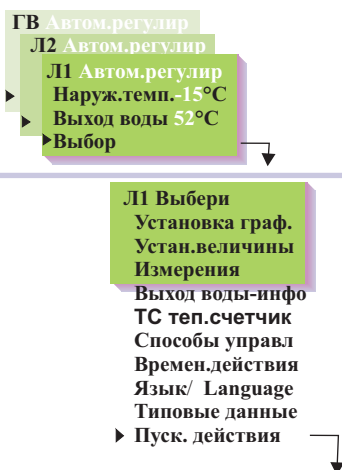 ГВ Автом.регулир
Л2 Автом.регулир
Л1 Автом.регулир
Наруж.темп.-15°C
Выход воды 52°C
Выбор
Л1 Выбери
Установка граф.
Устан.величины
Измерения
Выход воды-инфо
ТС теп.счетчик
Способы управл
Времен.действия
Язык/ Language
Типовые данные
Пуск. действия